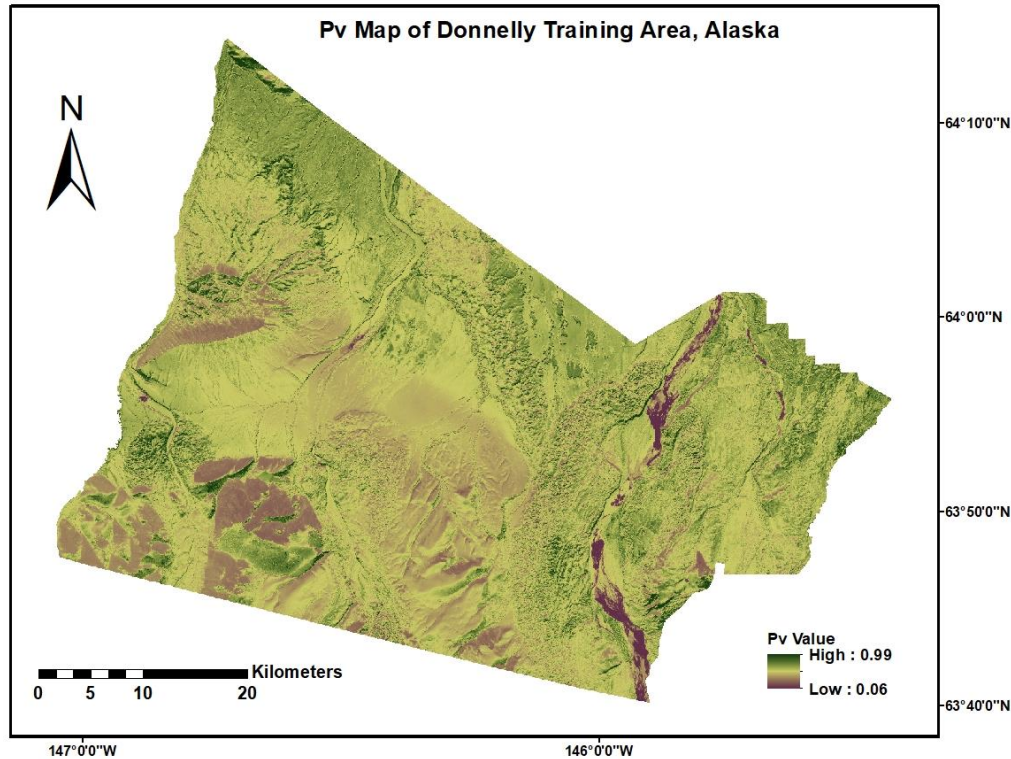 Pv Map of Donnelly Training Area, Alaska
N
64°10'0"N
64°0'0"N
63°50'0"N
Pv Value
High : 0.99
Low : 0.06
Kilometers
0 5 10 20
63°40'0"N
147°0'0"W 146°0'0"W